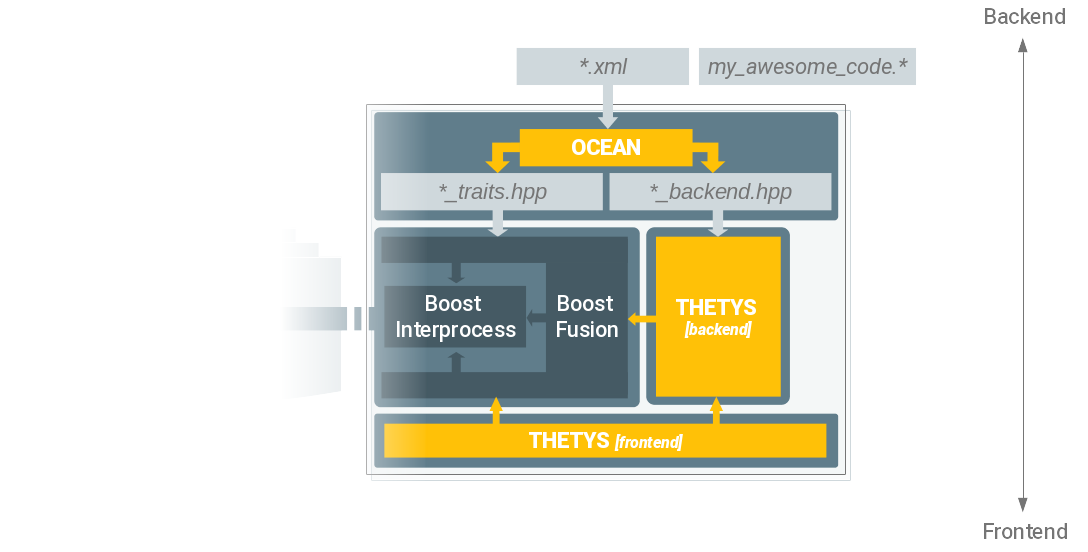 Backend
*.xml
my_awesome_code.*
OCEAN
*_traits.hpp
*_backend.hpp
Boost
Interprocess
Boost
Fusion
THETYS
[backend]
THETYS [frontend]
Frontend